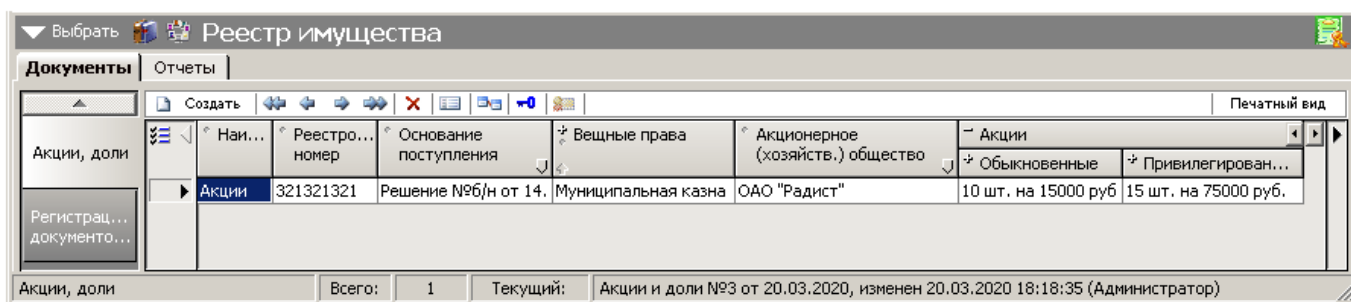 Выбрать Реестр имущества
Документы Отчеты
Создать Печатный вид
Акции, доли
Наи... Реестро... номер Основание поступления Вещные права Акционерное (хозяйств.) общество Акции
Обыкновенные Привилегирован...
Акции 321321321 Решение №б/н от 14. Муниципальная казна ОАО "Радист" 10 шт. на 15000 руб 15 шт. на 75000 руб.
Регистрац...
документо...
Акции, доли Всего: 1 Текущий: Акции и доли №3 от 20.03.2020, изменен 20.03.2020 18:18:35 (Администратор)